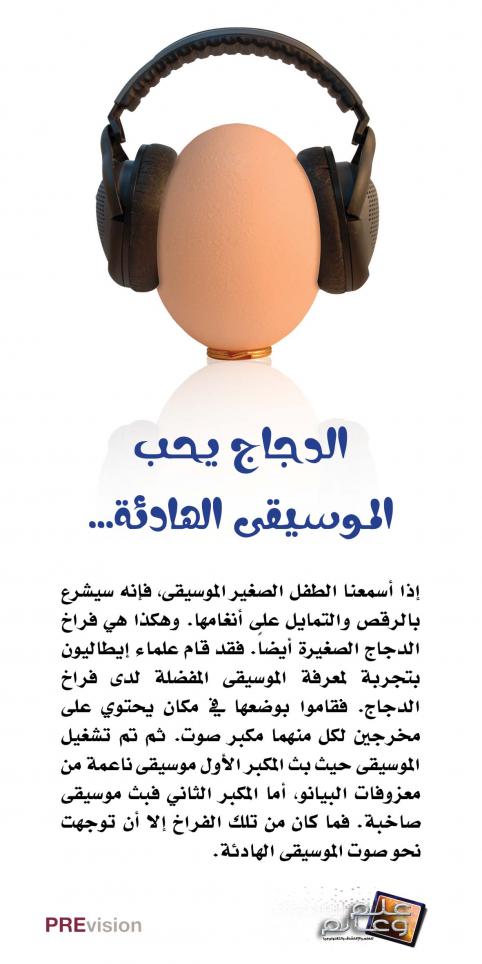 الدجاج يحب
الموسيقى الهادئة...
إذا أسمعنا الطفل الصغير الموسيقى، فإنه سيشرع
بالرقص والتمايل على أنغامها. وهكذا هي فراخ
الدجاج الصغيرة أيضاً. فقد قام علماء إيطاليون
بتجربة لمعرفة الموسيقى المفضلة لدى فراخ
الدجاج. فقاموا بوضعها في مكان يحتوي على
مخرجين لكل منهما مكبر صوت. ثم تم تشغيل
الموسيقى حيث بث المكبر الأول موسيقى ناعمة من
معزوفات البيانو، أما المكبر الثاني فبث موسيقى
صاخبة. فما كان من تلك الفراخ إلا أن توجهت
نحو صوت الموسيقى الهادئة.
PREvision
علم
وعالم